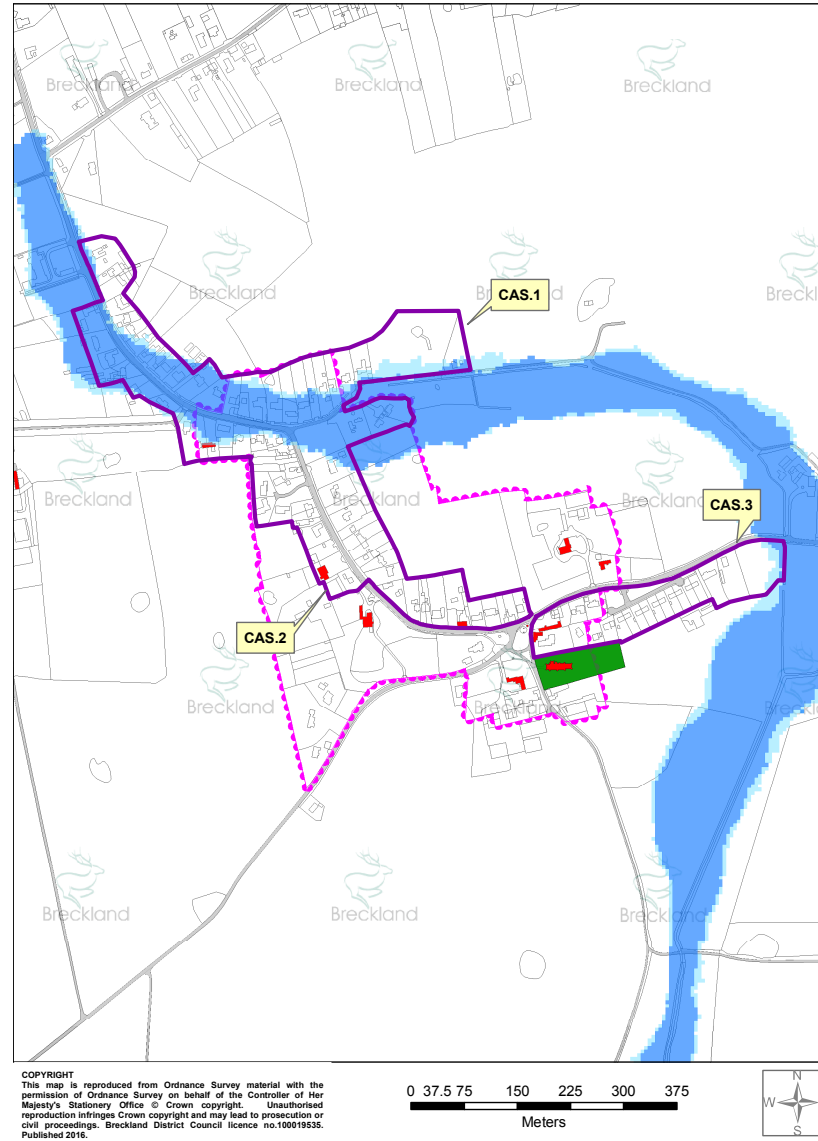 Breckland
Breckland
Breckland
Breckland
Breckland
Breckl
CAS.1
Breckland
Breckland
Breckland
CAS.3
CAS.2
Breckland
Breckland
Breck
Breckland
Breckland
Breckland
COPYRIGHT
This map is reproduced from Ordnance Survey material with the
permission of Ordnance Survey on behalf of the Controller of Her
Majesty's Stationery Office © Crown copyright. Unauthorised
reproduction infringes Crown copyright and may lead to prosecution or
civil proceedings. Breckland District Council licence no.100019535.
Published 2016.
0 37.5 75 150 225 300 375
Meters
N
W E
S